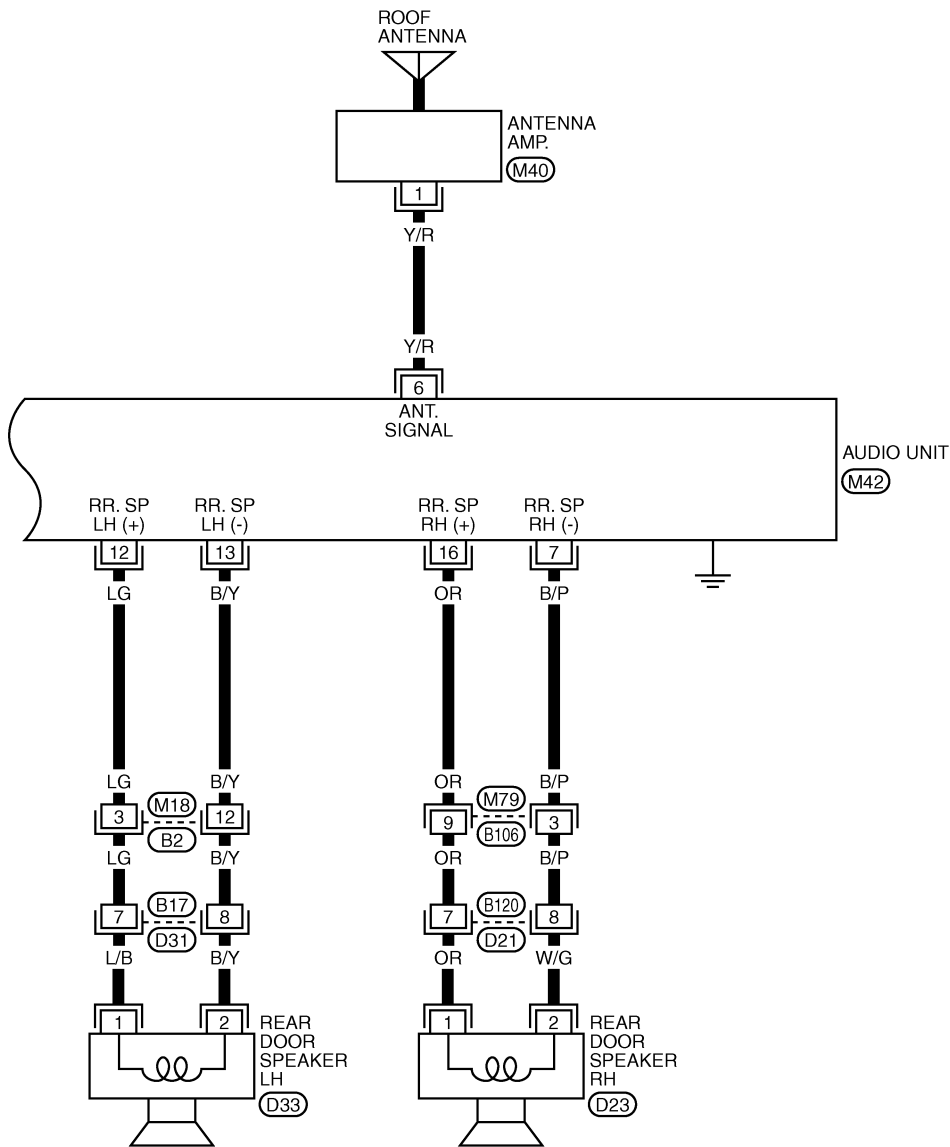 ROOF
ANTENNA
ANTENNA
AMP.
M40
1
Y/R
Y/R
6
ANT.
SIGNAL
AUDIO UNIT
M42
RR. SP
LH (+)
RR. SP
LH (-)
RR. SP
RH (+)
RR. SP
RH (-)
12 13 16 7
LG B/Y OR B/P
LG B/Y OR B/P
3 M18 12 9 M79 3
B2 B106
LG B/Y OR B/P
7 B17 8 7 B120 8
D31 D21
L/B B/Y OR W/G
1 2 1 2
REAR
DOOR
SPEAKER
LH
D33
REAR
DOOR
SPEAKER
RH
D23